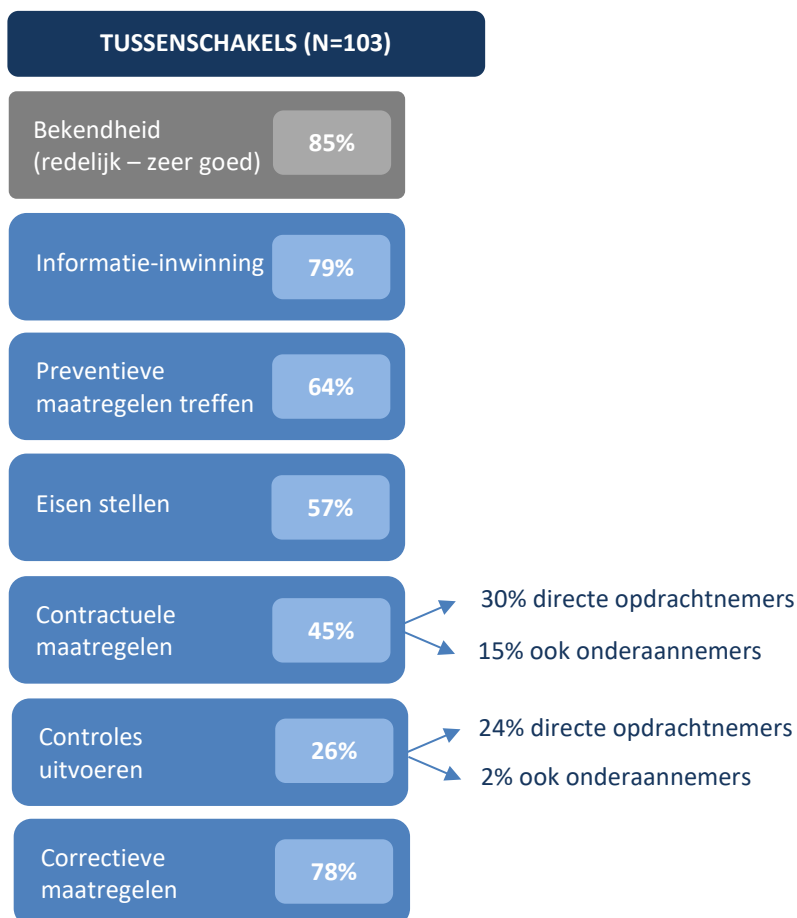 TUSSENSCHAKELS (N=103)
Bekendheid
(redelijk – zeer goed)
85%
Informatie-inwinning
79%
Preventieve
maatregelen treffen
64%
Eisen stellen
57%
Contractuele
maatregelen
45%
30% directe opdrachtnemers
15% ook onderaannemers
Controles
uitvoeren
26%
24% directe opdrachtnemers
2% ook onderaannemers
Correctieve
maatregelen
78%